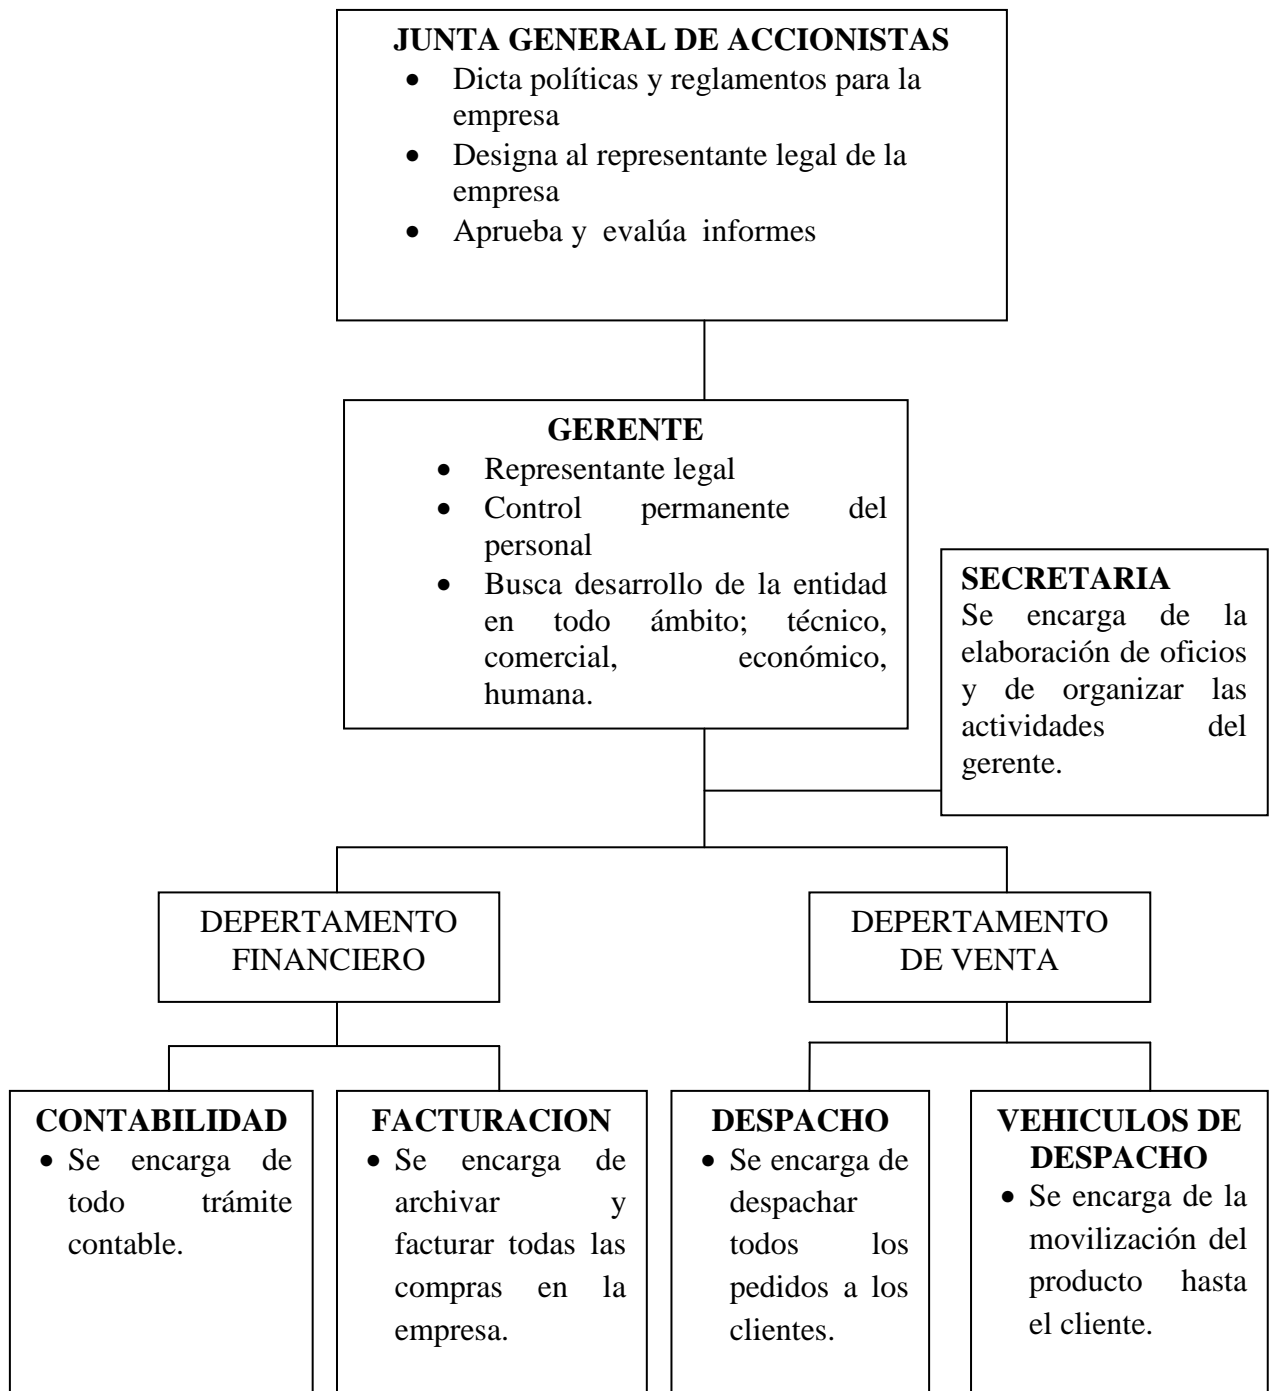 JUNTA GENERAL DE ACCIONISTAS
• Dicta políticas y reglamentos para la
empresa
• Designa al representante legal de la
empresa
• Aprueba y evalúa informes
GERENTE
• Representante legal
• Control permanente del
personal
• Busca desarrollo de la entidad
en todo ámbito; técnico,
comercial, económico,
humana.
SECRETARIA
Se encarga de la
elaboración de oficios
y de organizar las
actividades del
gerente.
DEPERTAMENTO
FINANCIERO
DEPERTAMENTO
DE VENTA
CONTABILIDAD
• Se encarga de
todo trámite
contable.
FACTURACION
• Se encarga de
archivar y
facturar todas las
compras en la
empresa.
DESPACHO
• Se encarga de
despachar
todos los
pedidos a los
clientes.
VEHICULOS DE
DESPACHO
• Se encarga de la
movilización del
producto hasta
el cliente.